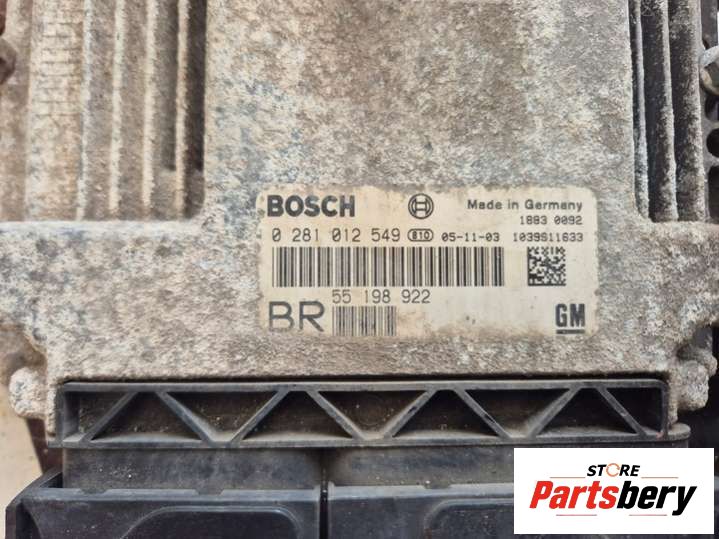 BOSCH Made in Germany
1883 0092
0 281 012 549 810 05-11-03 1039S11633
55 198 922
BR GM
STORE
Partsbery